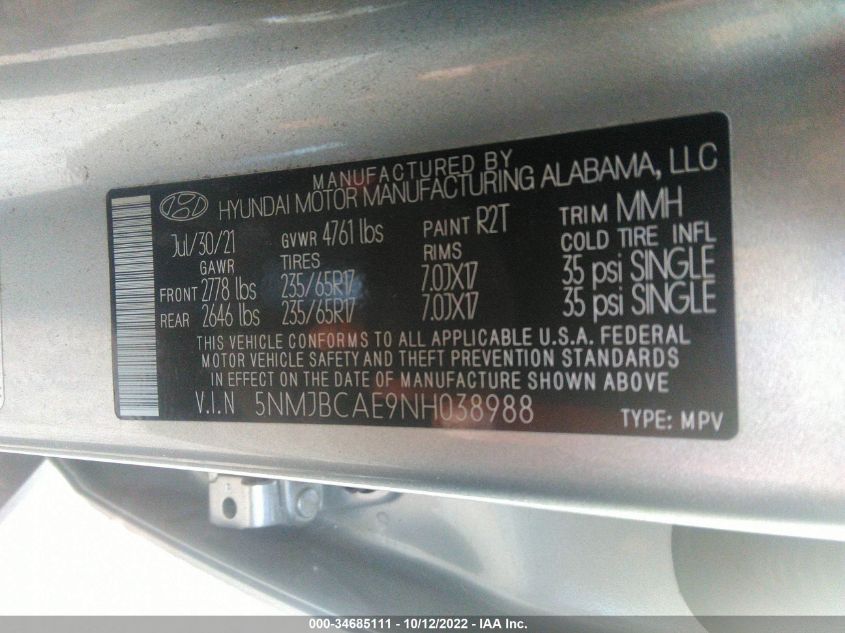 MANUFACTURED BY
HYUNDAI MOTOR MANUFACTURING ALABAMA, LLC
Jul/30/21 GVWR 4761 lbs PAINT R2T TRIM MMH
GAWR TIRES RIMS COLD TIRE INFL
FRONT 2778 lbs 235/65R17 7.0JX17 35 psi SINGLE
REAR 2646 lbs 235/65R17 7.0JX17 35 psi SINGLE
THIS VEHICLE CONFORMS TO ALL APPLICABLE U.S.A. FEDERAL
MOTOR VEHICLE SAFETY AND THEFT PREVENTION STANDARDS
IN EFFECT ON THE DATE OF MANUFACTURE SHOWN ABOVE.
V.I.N 5NMJBCAE9NH038988 TYPE: MPV
000-34685111 - 10/12/2022 - IAA Inc.